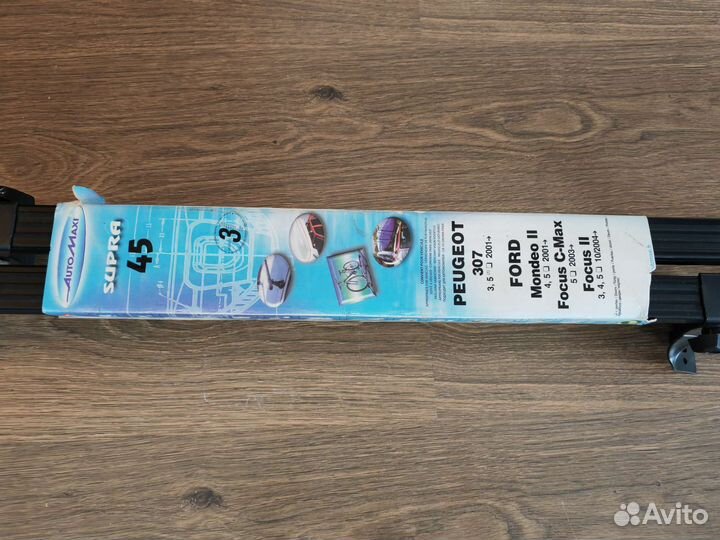 AUTOMAXI
SUPRA
45
3
PEUGEOT
307
3, 5 2001→
FORD
Mondeo II
4, 5 2001→
Focus C-Max
5 2003→
Focus II
3, 4, 5 10/2004→
Avito